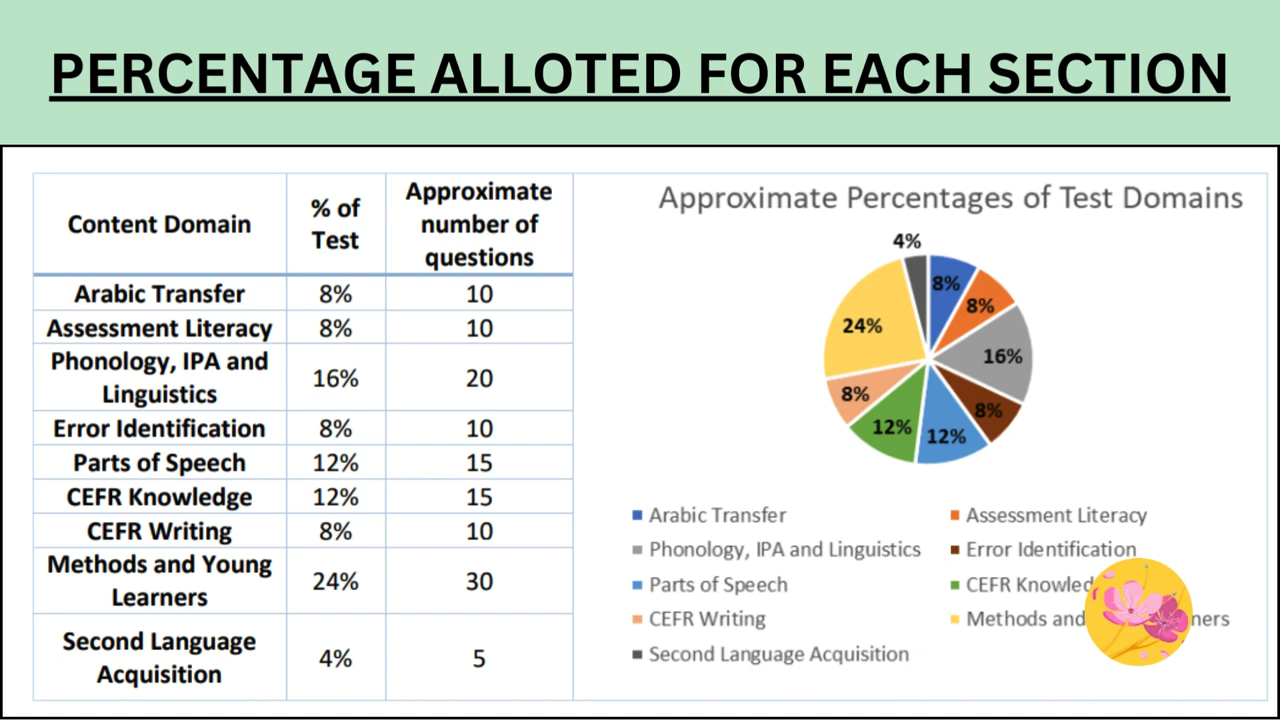 PERCENTAGE ALLOTED FOR EACH SECTION
Content Domain
% of
Test
Approximate
number of
questions
Arabic Transfer 8% 10
Assessment Literacy 8% 10
Phonology, IPA and
Linguistics 16% 20
Error Identification 8% 10
Parts of Speech 12% 15
CEFR Knowledge 12% 15
CEFR Writing 8% 10
Methods and Young
Learners 24% 30
Second Language
Acquisition 4% 5
Approximate Percentages of Test Domains
4%
8%
8%
24%
16%
8%
8%
12%
12%
Arabic Transfer Assessment Literacy
Phonology, IPA and Linguistics Error Identification
Parts of Speech CEFR
CEFR Writing Methods and
Second Language Acquisition